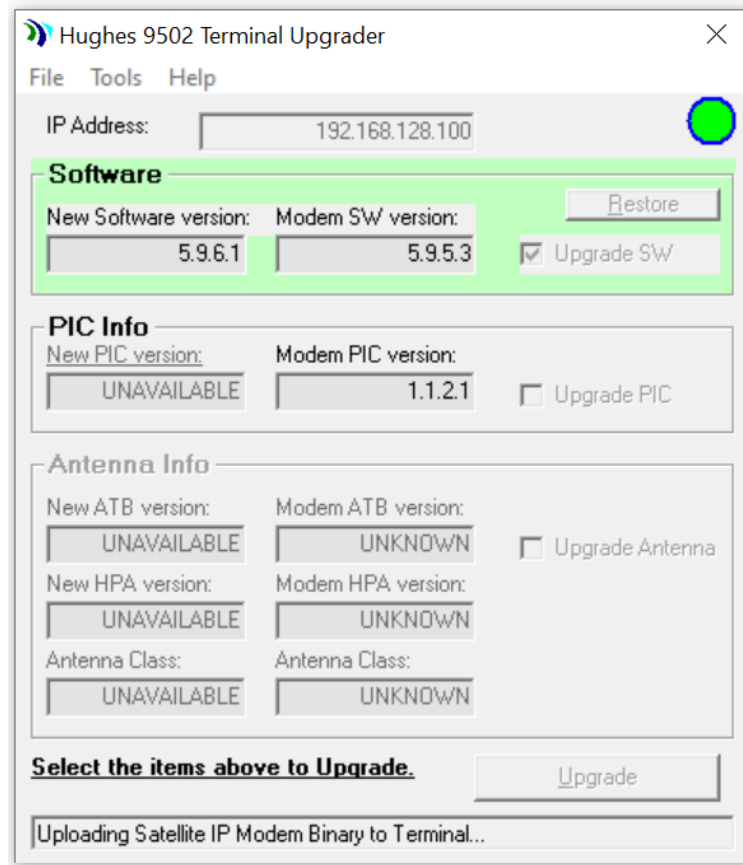 Hughes 9502 Terminal Upgrader
File Tools Help
IP Address: 192.168.128.100
Software
Restore
New Software version: Modem SW version:
5.9.6.1 5.9.5.3 Upgrade SW
PIC Info
New PIC version: Modem PIC version:
UNAVAILABLE 1.1.2.1 Upgrade PIC
Antenna Info
New ATB version: Modem ATB version:
UNAVAILABLE UNKNOWN Upgrade Antenna
New HPA version: Modem HPA version:
UNAVAILABLE UNKNOWN
Antenna Class: Antenna Class:
UNAVAILABLE UNKNOWN
Select the items above to Upgrade.
Upgrade
Uploading Satellite IP Modem Binary to Terminal...